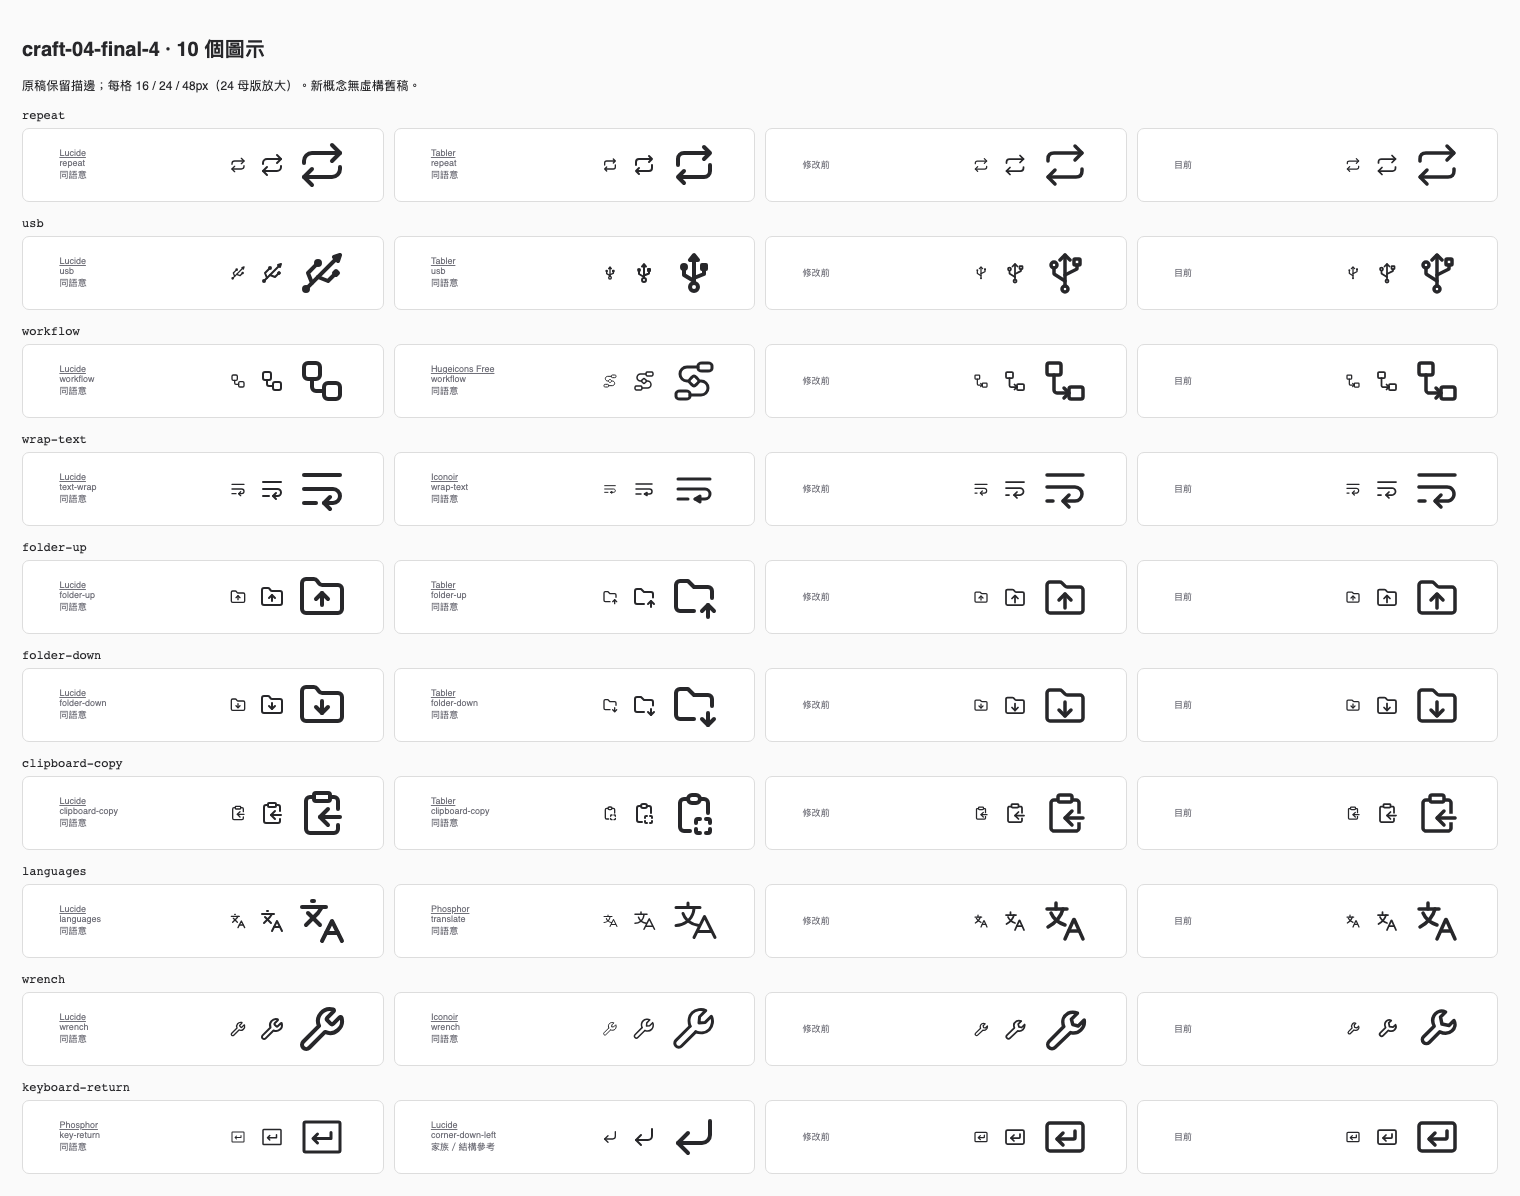 craft-04-final-4 · 10 個圖示
原稿保留描邊；每格 16 / 24 / 48px（24 母版放大）。新概念無虛構舊稿。
repeat
Lucide
repeat
同語意
Tabler
repeat
同語意
修改前
目前
usb
Lucide
usb
同語意
Tabler
usb
同語意
修改前
目前
workflow
Lucide
workflow
同語意
Hugeicons Free
workflow
同語意
修改前
目前
wrap-text
Lucide
text-wrap
同語意
Iconoir
wrap-text
同語意
修改前
目前
folder-up
Lucide
folder-up
同語意
Tabler
folder-up
同語意
修改前
目前
folder-down
Lucide
folder-down
同語意
Tabler
folder-down
同語意
修改前
目前
clipboard-copy
Lucide
clipboard-copy
同語意
Tabler
clipboard-copy
同語意
修改前
目前
languages
Lucide
languages
同語意
Phosphor
translate
同語意
修改前
目前
wrench
Lucide
wrench
同語意
Iconoir
wrench
同語意
修改前
目前
keyboard-return
Phosphor
key-return
同語意
Lucide
corner-down-left
家族 / 結構參考
修改前
目前